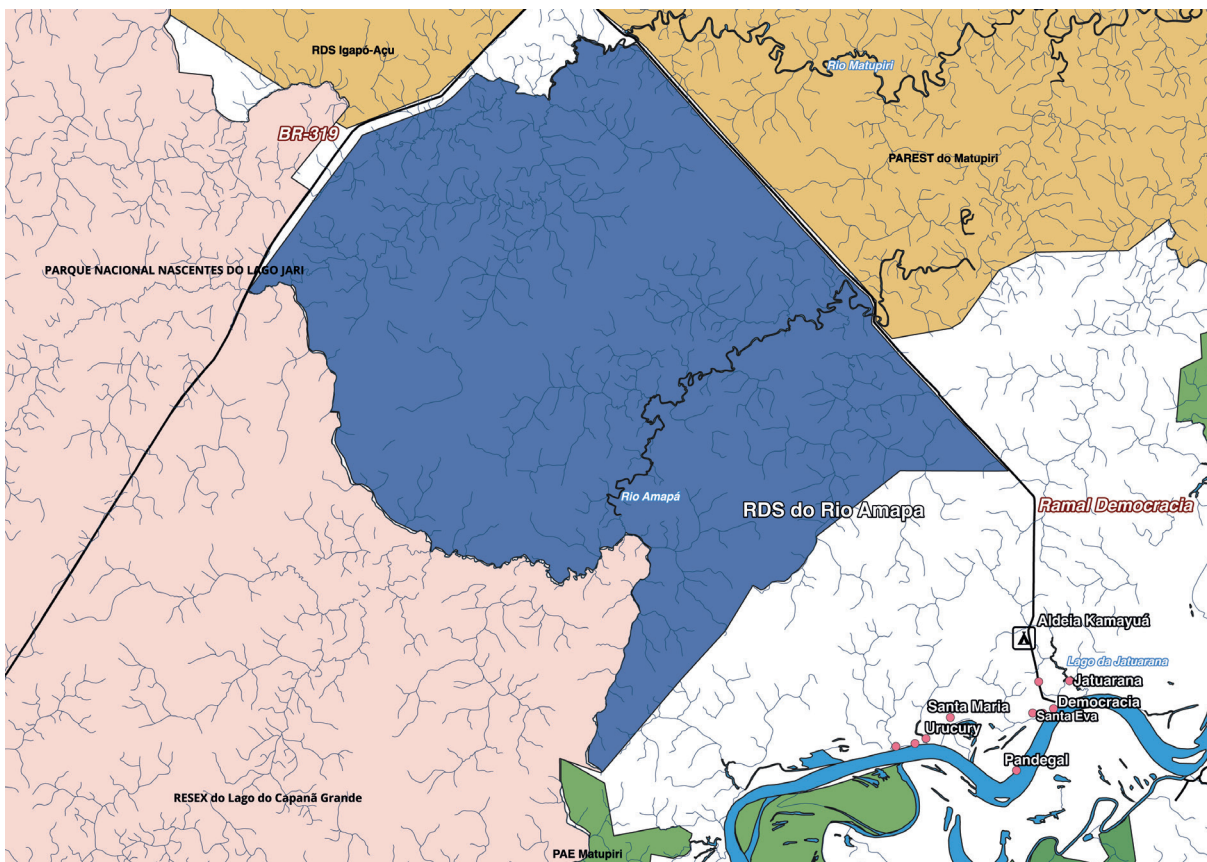 RDS Igapó-Açu
Rio Matupiri
BR-319
PAREST do Matupiri
PARQUE NACIONAL NASCENTES DO LAGO JARI
Rio Amapá
RDS do Rio Amapa
Ramal Democracia
Aldeia Kamayuá
Lago da Jatuarana
Jatuarana
Santa Maria
Democracia
Santa Eva
Urucury
Pandegal
RESEX do Lago do Capanã Grande
PAE Matupiri